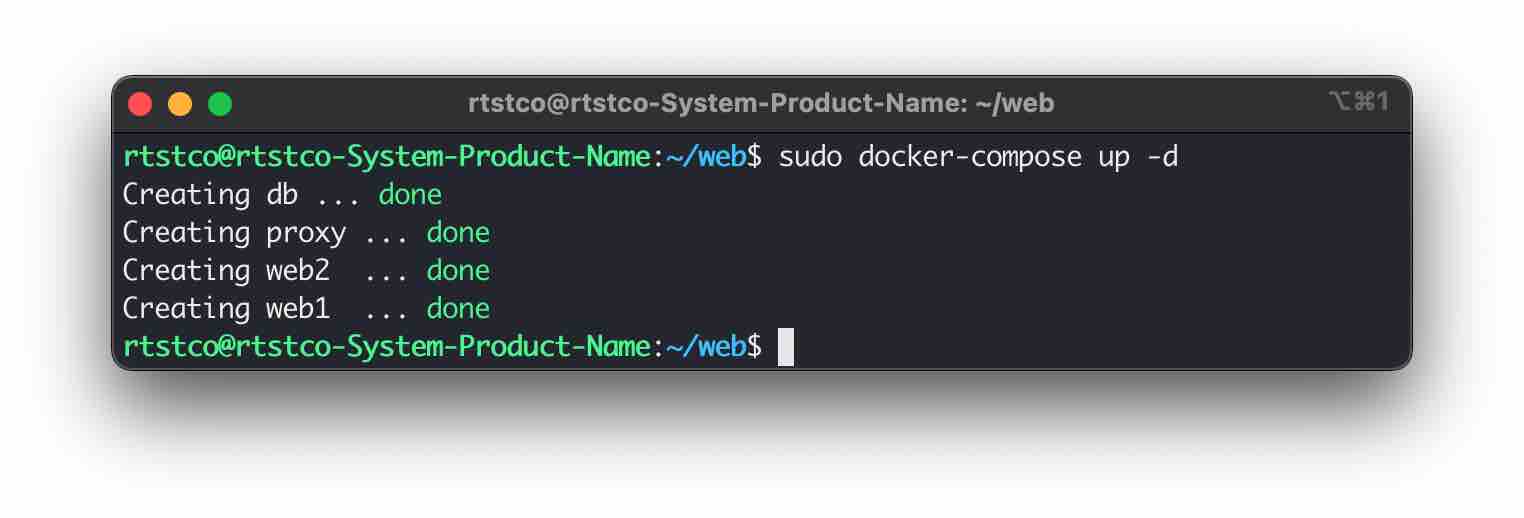 rtstco@rtstco-System-Product-Name: ~/web
⌥⌘1
rtstco@rtstco-System-Product-Name:~/web$ sudo docker-compose up -d
Creating db ... done
Creating proxy ... done
Creating web2  ... done
Creating web1  ... done
rtstco@rtstco-System-Product-Name:~/web$